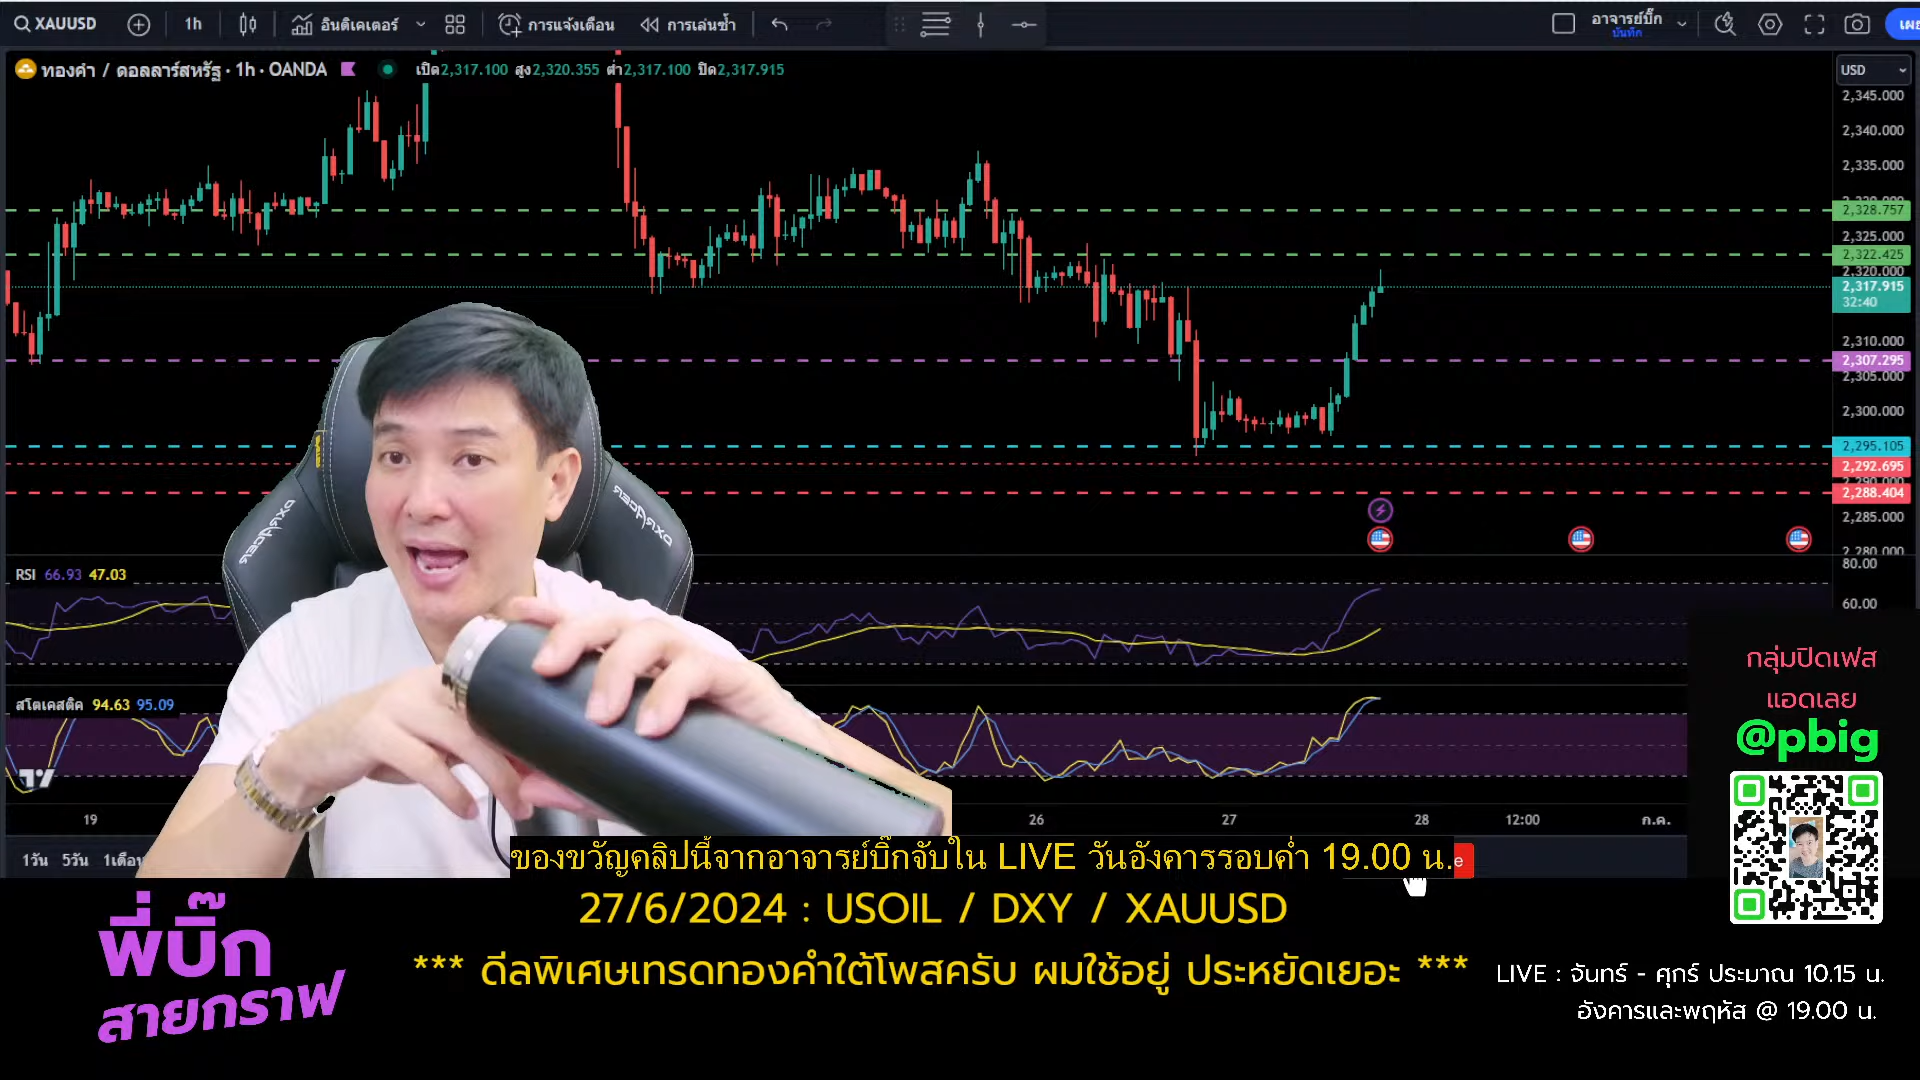 XAUUSD
1h
อินดิเคเตอร์
การแจ้งเตือน
การเล่นซ้ำ
อาจารย์บิ๊ก
บันทึก
ทองคำ / ดอลลาร์สหรัฐ · 1h · OANDA
เปิด2,317.100 สูง2,320.355 ต่ำ2,317.100 ปิด2,317.915
USD
2,345.000
2,340.000
2,335.000
2,328.757
2,325.000
2,322.425
2,320.000
2,317.915
32:40
2,310.000
2,307.295
2,305.000
2,300.000
2,295.105
2,292.695
2,288.404
2,285.000
2,280.000
RSI 66.93 47.03
80.00
60.00
สโตแคสติค 94.63 95.09
DXRACER
DXRACER
19
26
27
28
12:00
ก.ค.
1วัน 5วัน 1เดือน
กลุ่มปิดเฟส
แอดเลย
@pbig
ของขวัญคลิปนี้จากอาจารย์บิ๊กจับใน LIVE วันอังคารรอบค่ำ 19.00 น.
27/6/2024 : USOIL / DXY / XAUUSD
*** ดีลพิเศษเทรดทองคำใต้โพสครับ ผมใช้อยู่ ประหยัดเยอะ ***
พี่บิ๊ก
สายกราฟ
LIVE : จันทร์ - ศุกร์ ประมาณ 10.15 น.
อังคารและพฤหัส @ 19.00 น.